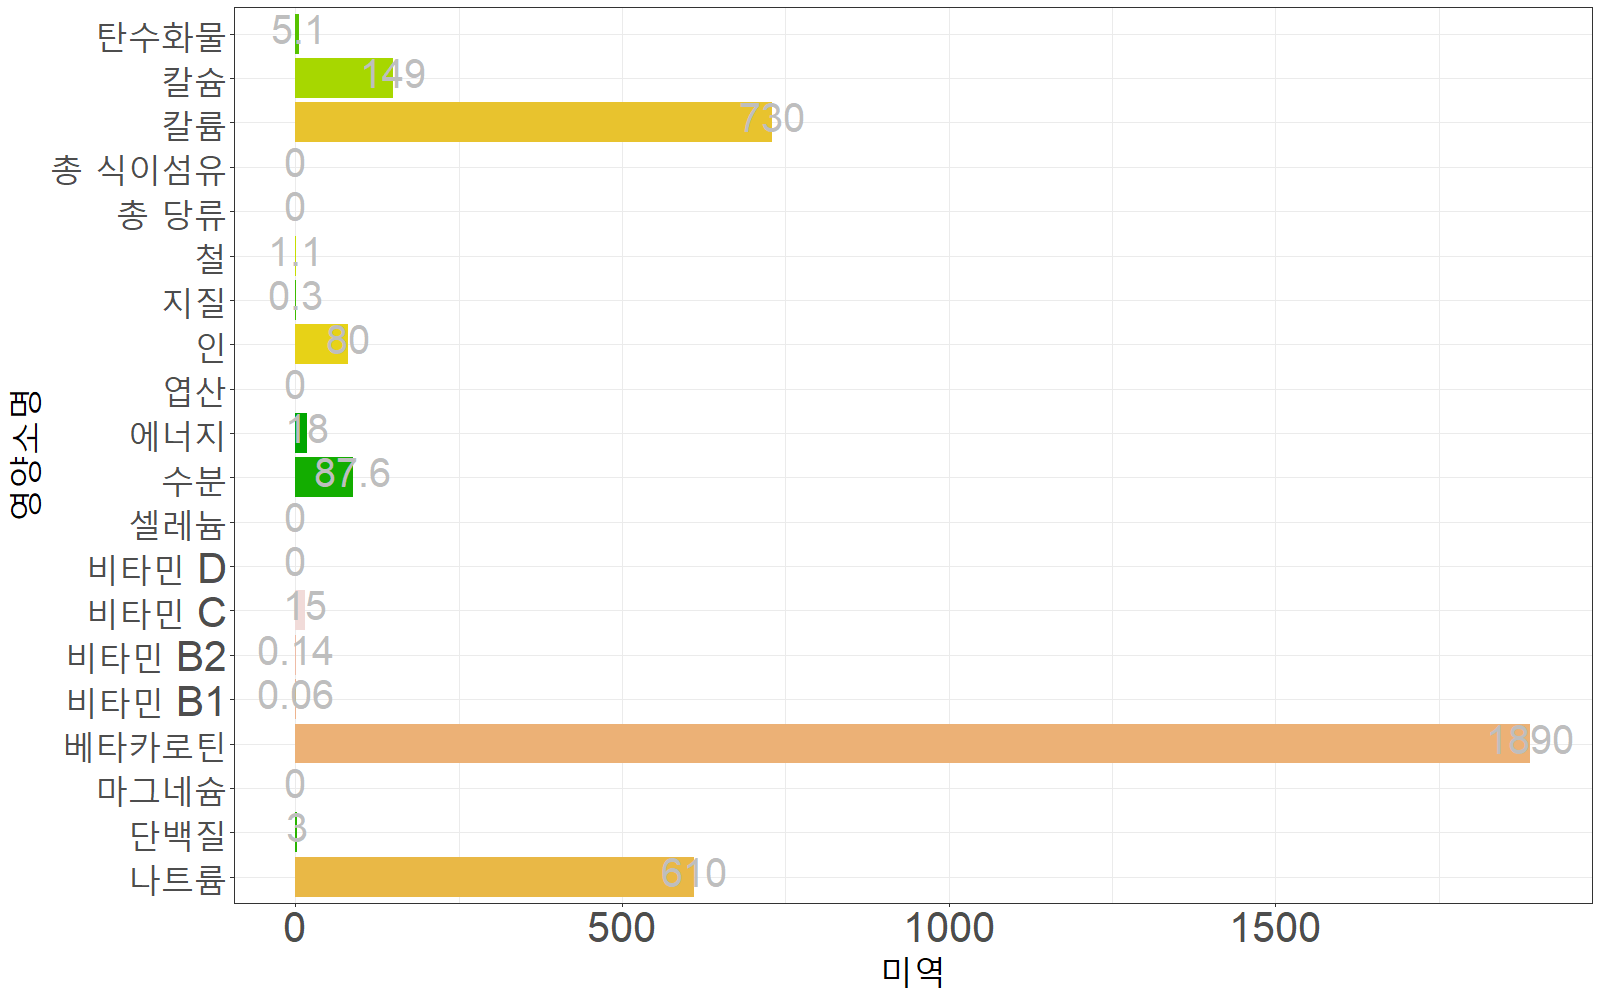 탄수화물 5.1
칼슘 149
칼륨 730
총 식이섬유 0
총 당류 0
철 1.1
지질 0.3
인 80
엽산 0
에너지 18
수분 87.6
셀레늄 0
비타민 D 0
비타민 C 15
비타민 B2 0.14
비타민 B1 0.06
베타카로틴 1890
마그네슘 0
단백질 3
나트륨 610
영양소명
0 500 1000 1500
미역